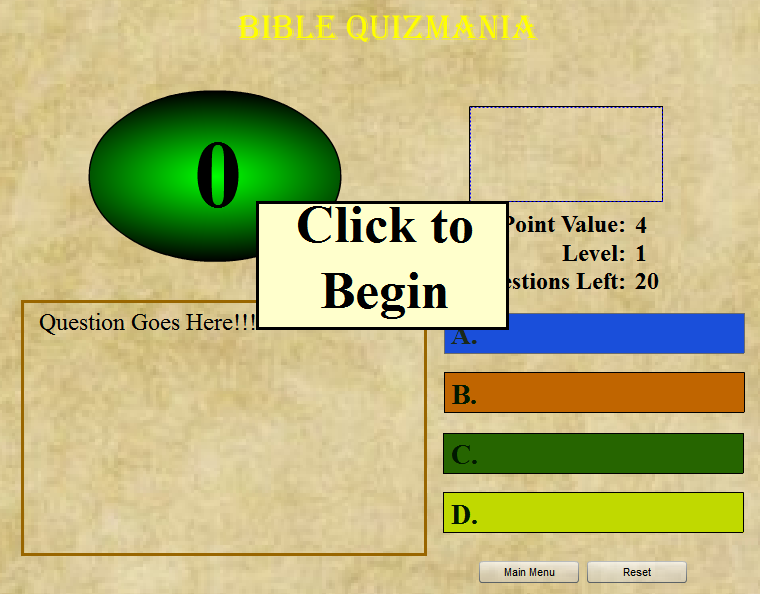 BIBLE QUIZMANIA
0
Click to
Begin
Point Value: 4
Level: 1
estions Left: 20
Question Goes Here!!!
A.
B.
C.
D.
Main Menu
Reset